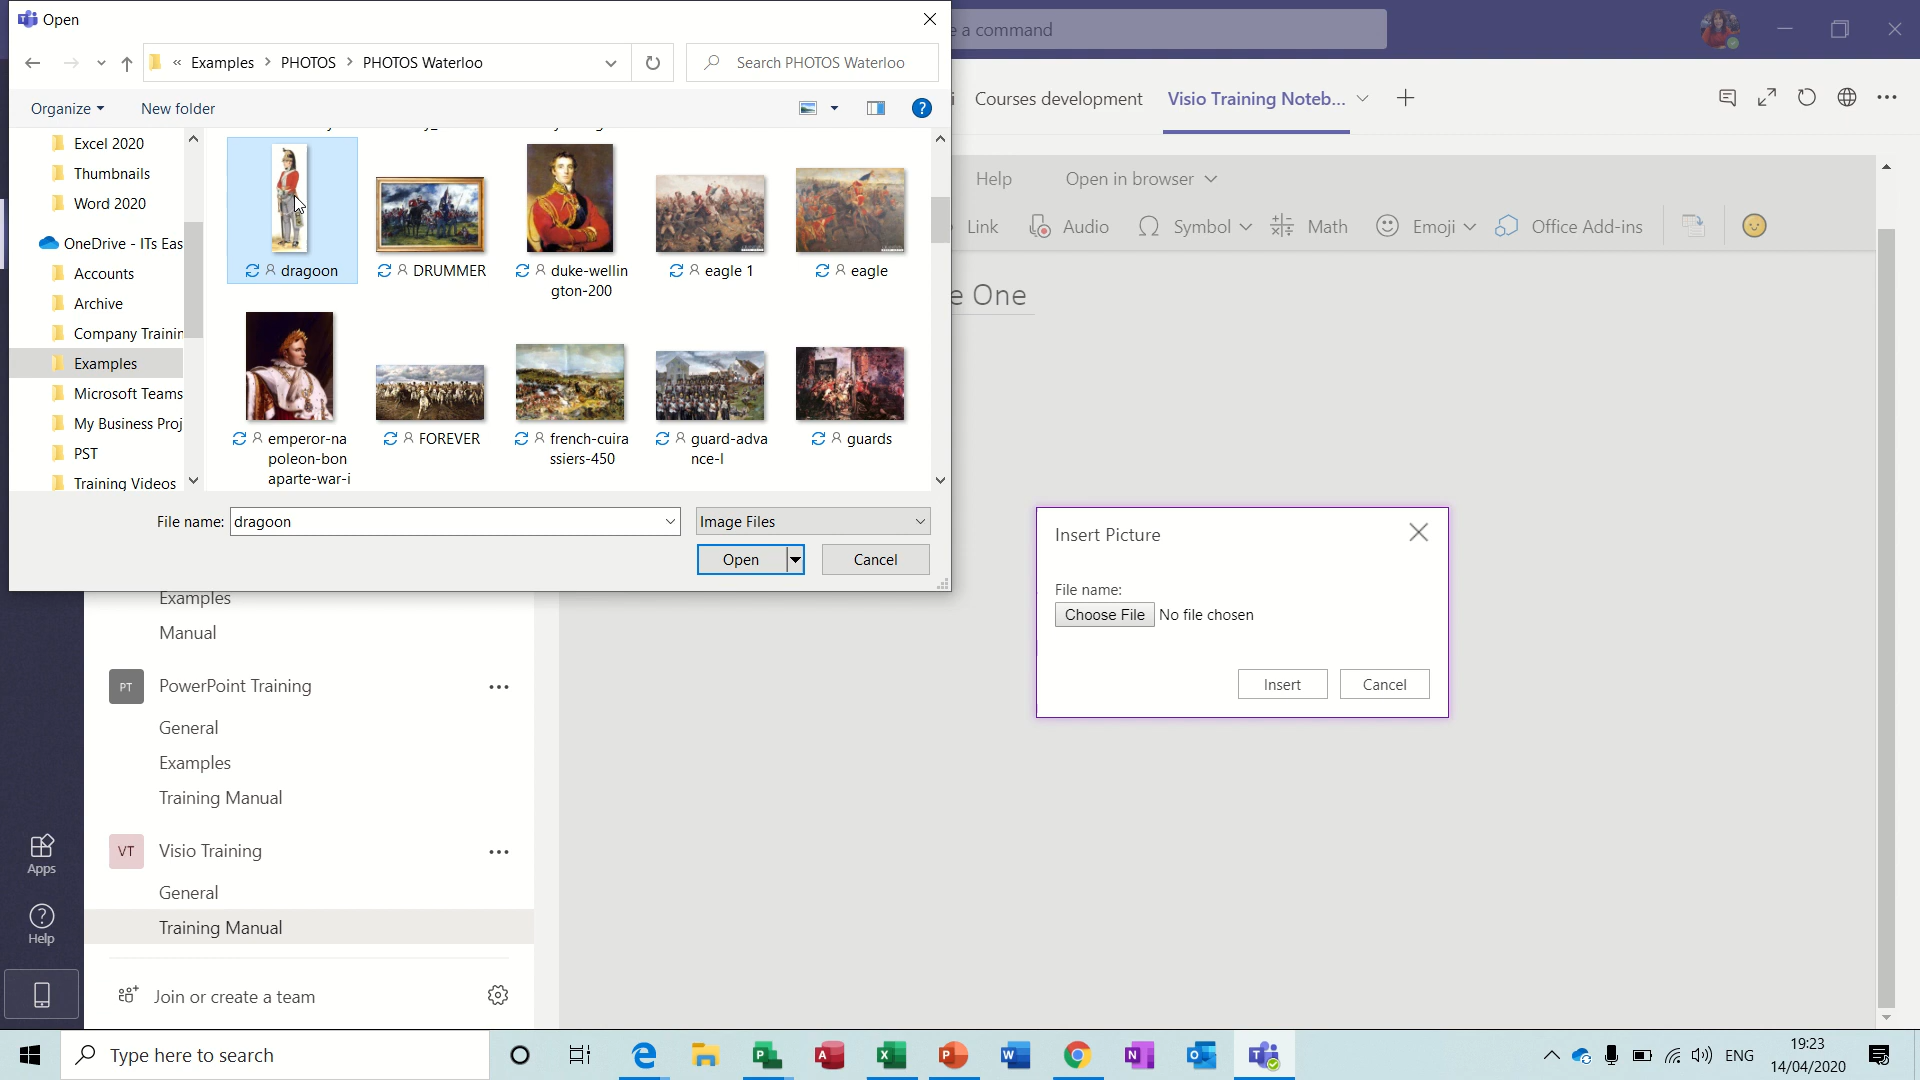 Open
e a command
« Examples > PHOTOS > PHOTOS Waterloo
Search PHOTOS Waterloo
Organize
New folder
Courses development
Visio Training Noteb...
Excel 2020
Thumbnails
Word 2020
OneDrive - ITs Eas
Accounts
Archive
Company Trainin
Examples
Microsoft Teams
My Business Proj
PST
Training Videos
dragoon
DRUMMER
duke-wellin
gton-200
eagle 1
eagle
emperor-na
poleon-bon
aparte-war-i
FOREVER
french-cuira
ssiers-450
guard-adva
nce-l
guards
File name:
dragoon
Image Files
Open
Cancel
Help
Open in browser
Link
Audio
Symbol
Math
Emoji
Office Add-ins
e One
Insert Picture
File name:
Choose File
No file chosen
Insert
Cancel
Examples
Manual
PT
PowerPoint Training
General
Examples
Training Manual
VT
Visio Training
General
Training Manual
Join or create a team
Apps
Help
Type here to search
ENG
19:23
14/04/2020